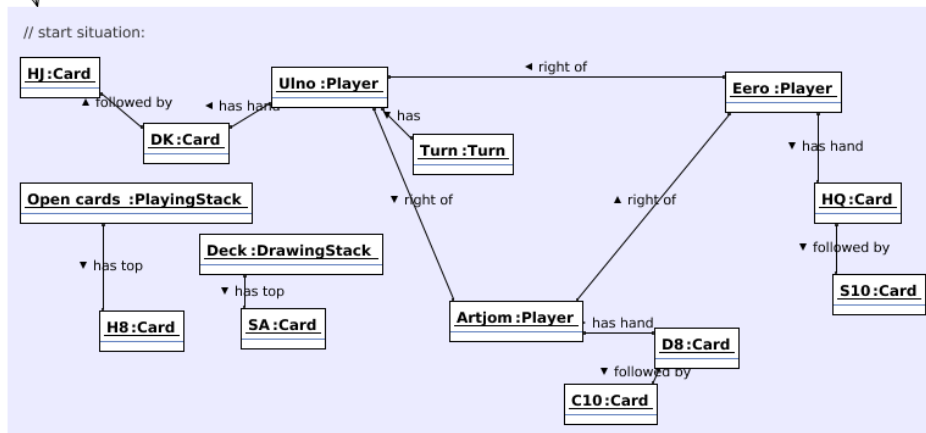 // start situation:
HJ :Card
▲ followed by
◄ has hand
DK :Card
Ulno :Player
▼ has
Turn :Turn
◄ right of
Eero :Player
▼ has hand
HQ :Card
▼ followed by
S10 :Card
▼ right of
▲ right of
Open cards :PlayingStack
▼ has top
H8 :Card
Deck :DrawingStack
▼ has top
SA :Card
Artjom :Player
has hand
D8 :Card
▼ followed by
C10 :Card